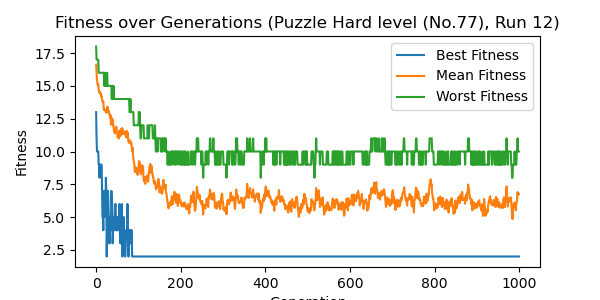 Fitness over Generations (Puzzle Hard level (No.77), Run 12)
Best Fitness
Mean Fitness
Worst Fitness
Fitness
17.5
15.0
12.5
10.0
7.5
5.0
2.5
0 200 400 600 800 1000
Generation